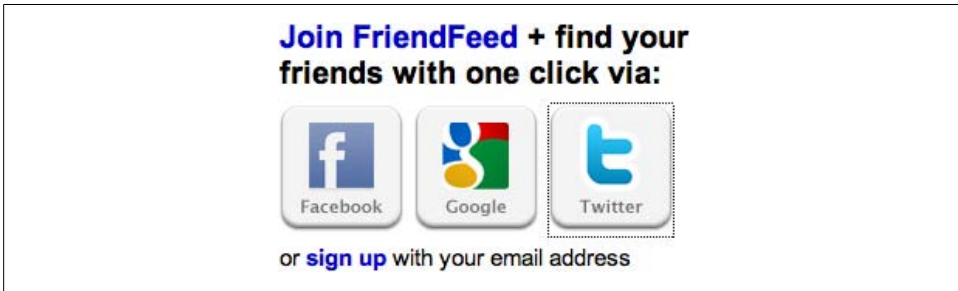 Join FriendFeed + find your
friends with one click via:
Facebook Google Twitter
or sign up with your email address